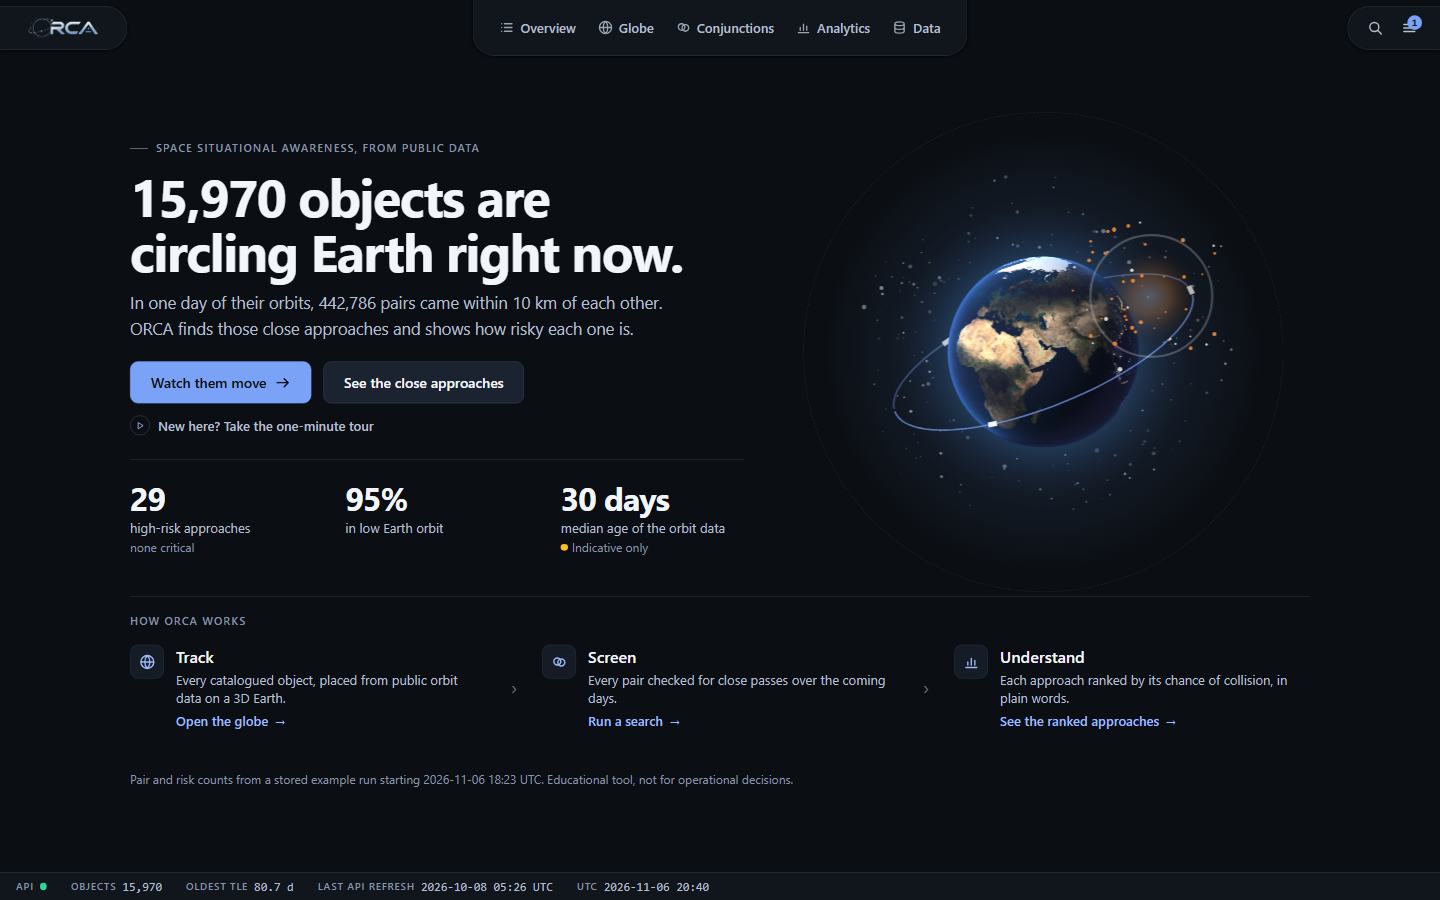 ORCA
Overview
Globe
Conjunctions
Analytics
Data
1
SPACE SITUATIONAL AWARENESS, FROM PUBLIC DATA
15,970 objects are
circling Earth right now.
In one day of their orbits, 442,786 pairs came within 10 km of each other.
ORCA finds those close approaches and shows how risky each one is.
Watch them move →
See the close approaches
New here? Take the one-minute tour
29
high-risk approaches
none critical
95%
in low Earth orbit
30 days
median age of the orbit data
Indicative only
HOW ORCA WORKS
Track
Every catalogued object, placed from public orbit
data on a 3D Earth.
Open the globe →
Screen
Every pair checked for close passes over the coming
days.
Run a search →
Understand
Each approach ranked by its chance of collision, in
plain words.
See the ranked approaches →
Pair and risk counts from a stored example run starting 2026-11-06 18:23 UTC. Educational tool, not for operational decisions.
API OBJECTS 15,970 OLDEST TLE 80.7 d LAST API REFRESH 2026-10-08 05:26 UTC UTC 2026-11-06 20:40